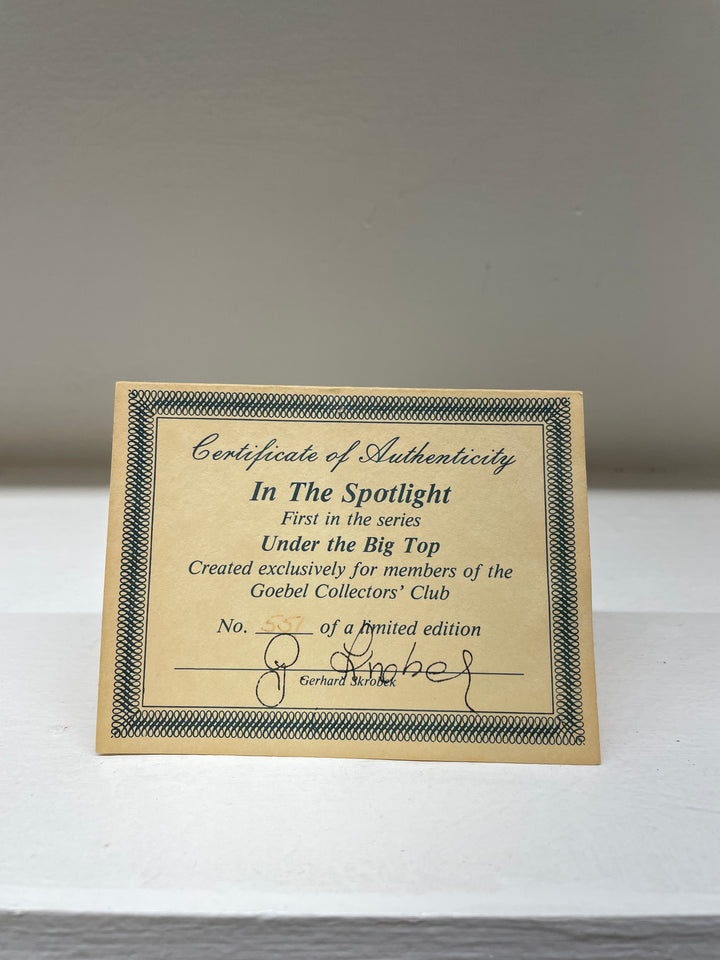 Certificate of Authenticity
In The Spotlight
First in the series
Under the Big Top
Created exclusively for members of the
Goebel Collectors' Club
No. 551 of a limited edition
G Skrobek
Gerhard Skrobek